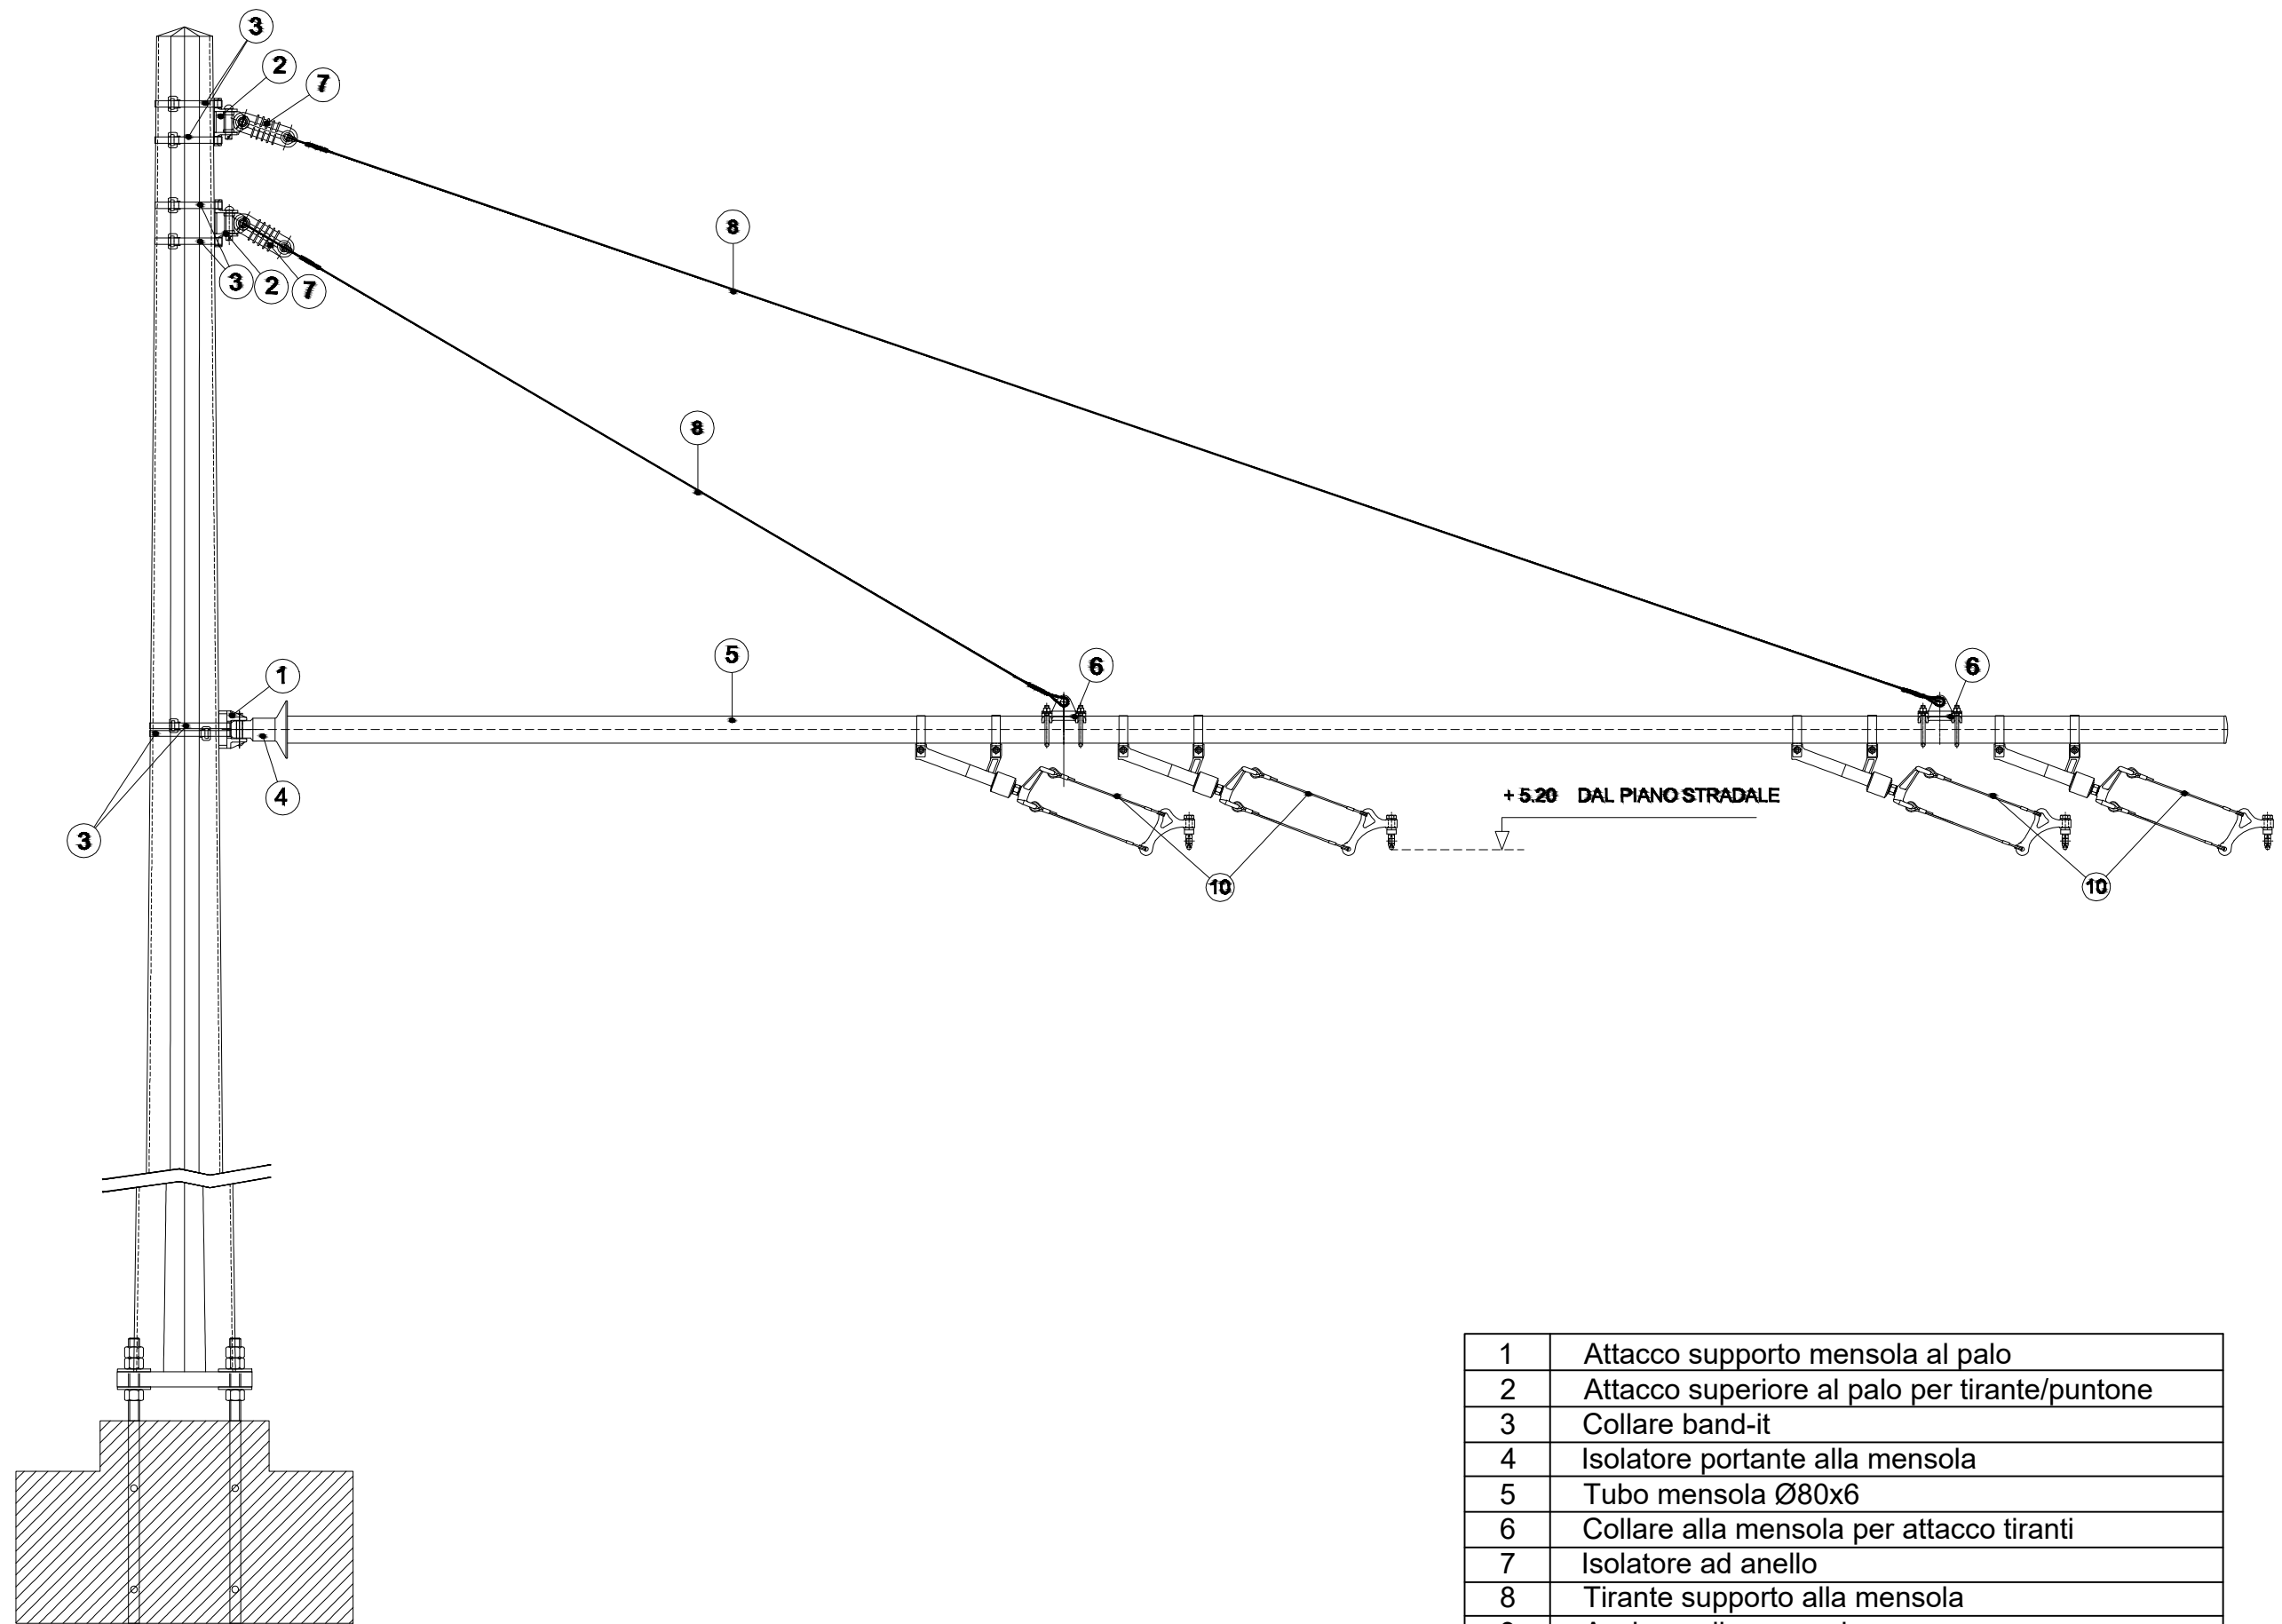 3
2
7
8
3
2
7
8
5
6
6
1
4
3
+ 5.20 DAL PIANO STRADALE
10
10
1 Attacco supporto mensola al palo
2 Attacco superiore al palo per tirante/puntone
3 Collare band-it
4 Isolatore portante alla mensola
5 Tubo mensola Ø80x6
6 Collare alla mensola per attacco tiranti
7 Isolatore ad anello
8 Tirante supporto alla mensola